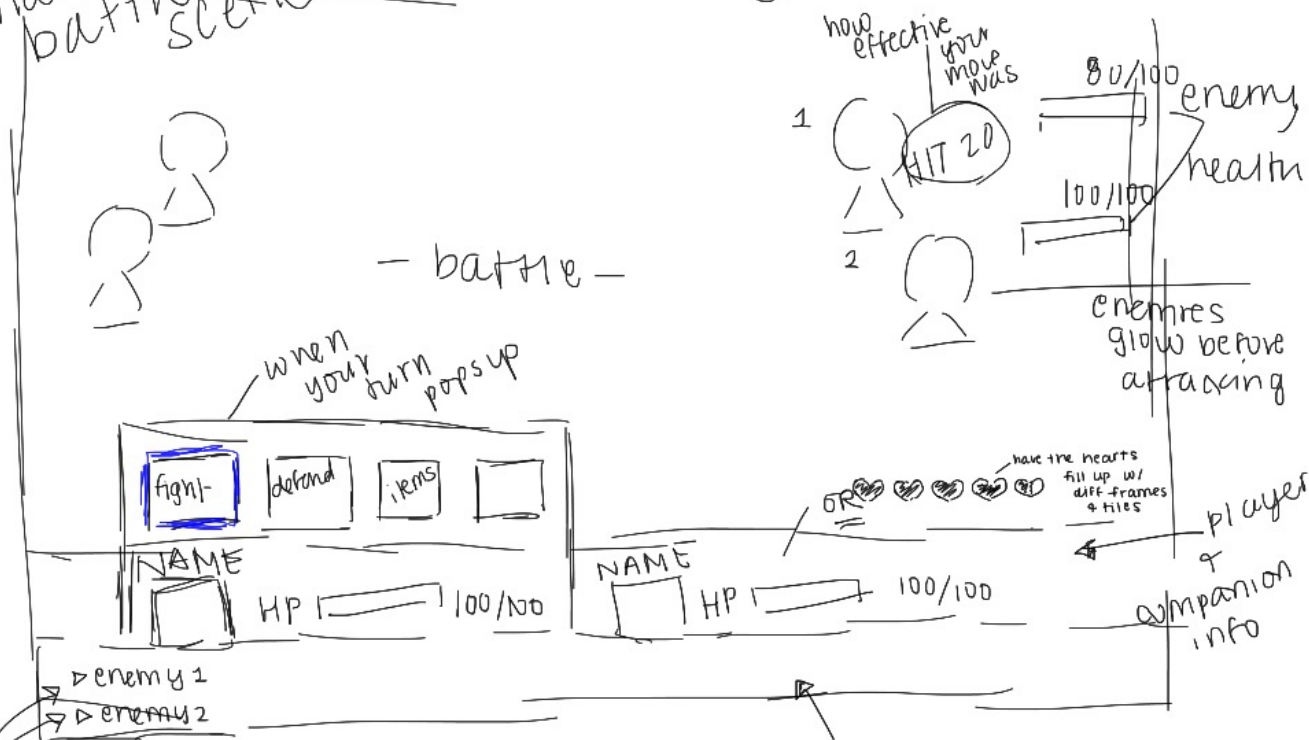 battle
scene
how
effective
your
move
was
80/100
enemy
health
1
HIT 20
100/100
2
- battle -
enemies
glow before
attacking
when
your
turn
pops up
fight
defend
items
OR
have the hearts
fill up w/
diff frames
& tiles
player
&
companion
info
NAME
HP
100/100
NAME
HP
100/100
enemy 1
enemy 2